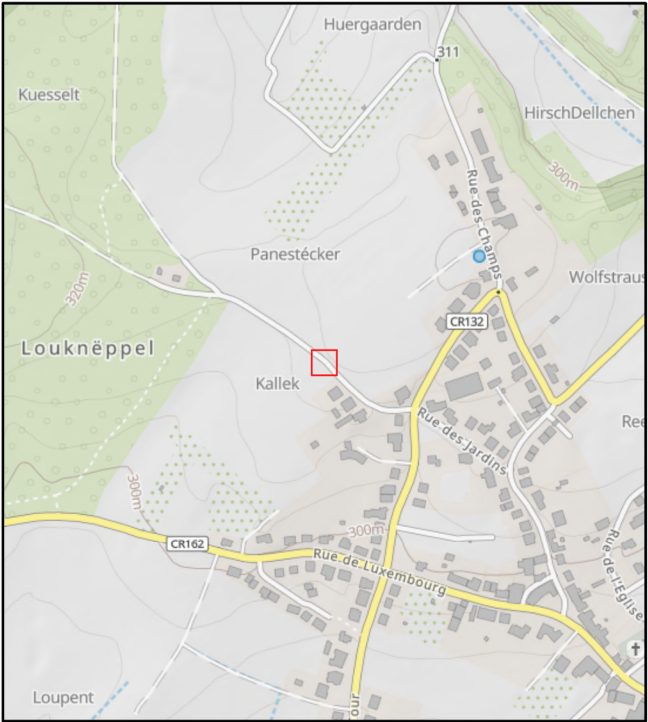 Huergaarden
311
Kuesselt
HirschDellchen
300m
Rue des Champs
Panestécker
Wolfstraus
320m
CR132
Louknëppel
Kallek
Rue des Jardins
Ree
300m
300m
CR162
Rue de Luxembourg
Rue de l'Eglise
Loupent
our